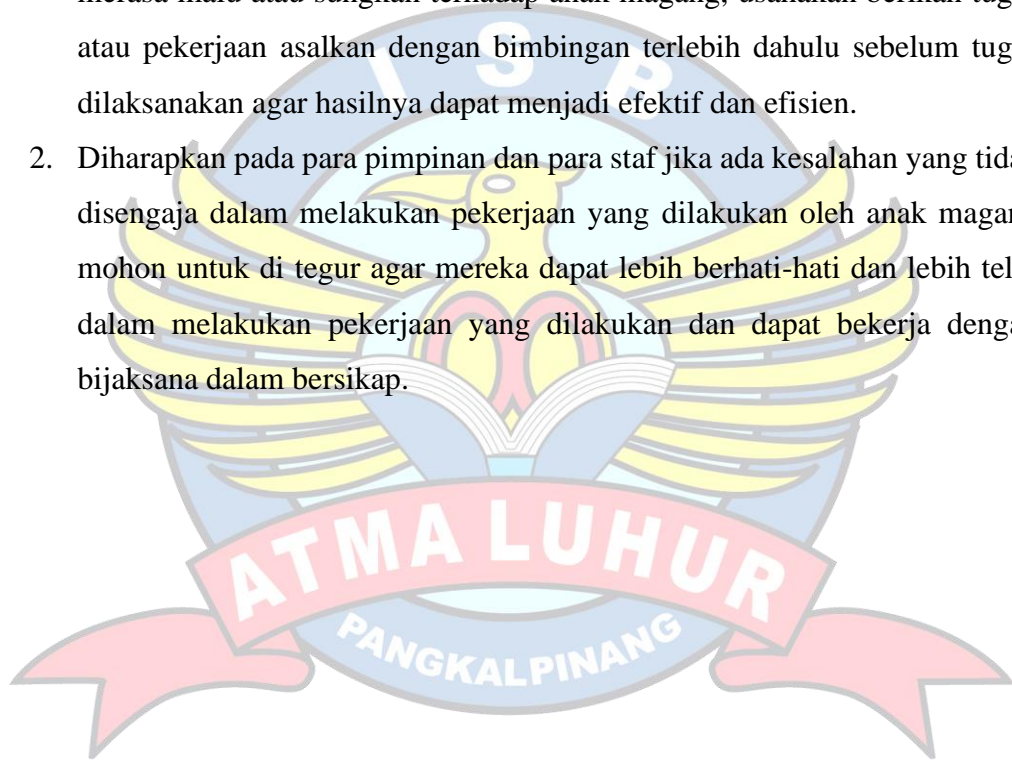 merasa malu atau sungkan terhadap anak magang, usahakan berikan tug
atau pekerjaan asalkan dengan bimbingan terlebih dahulu sebelum tug
dilaksanakan agar hasilnya dapat menjadi efektif dan efisien.
2. Diharapkan pada para pimpinan dan para staf jika ada kesalahan yang tida
disengaja dalam melakukan pekerjaan yang dilakukan oleh anak magan
mohon untuk di tegur agar mereka dapat lebih berhati-hati dan lebih tel
dalam melakukan pekerjaan yang dilakukan dan dapat bekerja denga
bijaksana dalam bersikap.
I S B
ATMA LUHUR
PANGKALPINANG